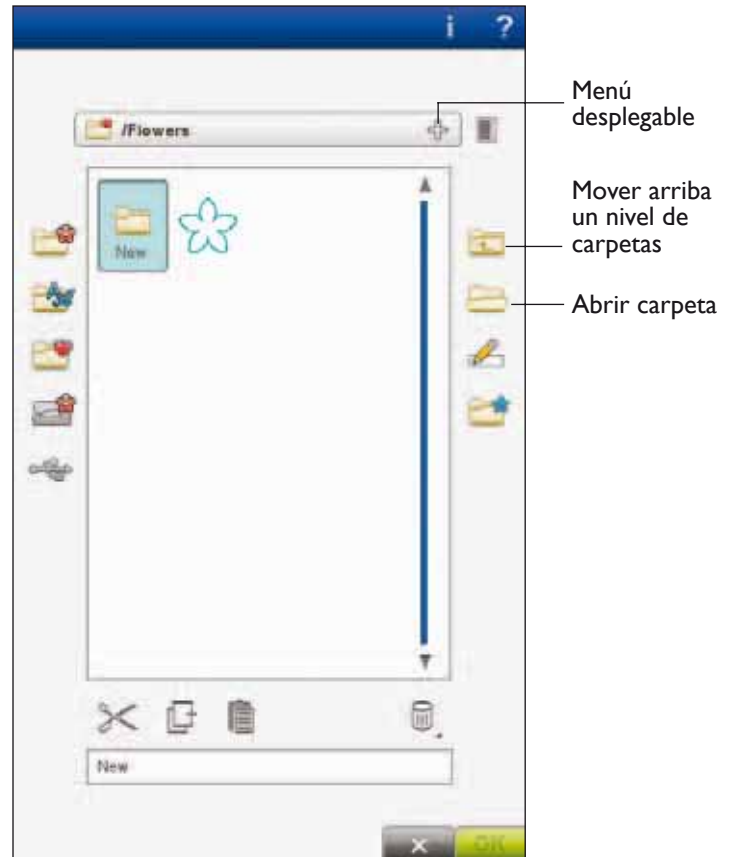 i ?
/Flowers
New
New
OK
Menú
desplegable
Mover arriba
un nivel de
carpetas
Abrir carpeta